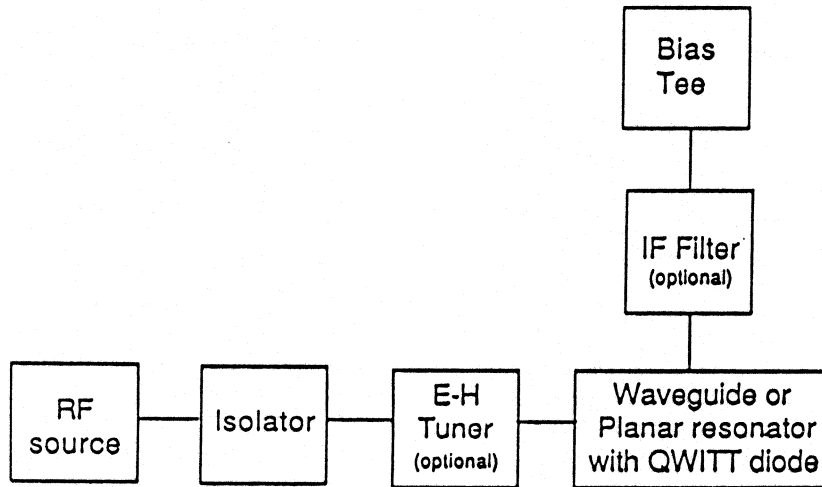 Bias
Tee
IF Filter
(optional)
RF
source
Isolator
E-H
Tuner
(optional)
Waveguide or
Planar resonator
with QWITT diode